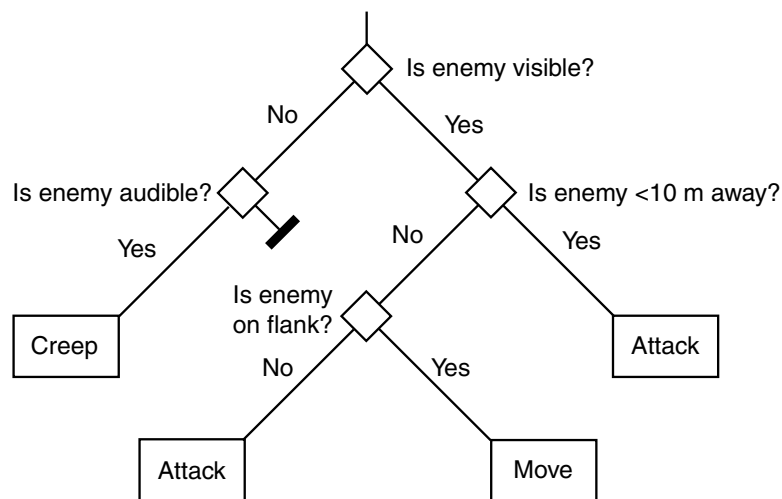 Is enemy visible?
No
Yes
Is enemy audible?
Is enemy <10 m away?
Yes
No
Yes
Is enemy
on flank?
Creep
Attack
No
Yes
Attack
Move